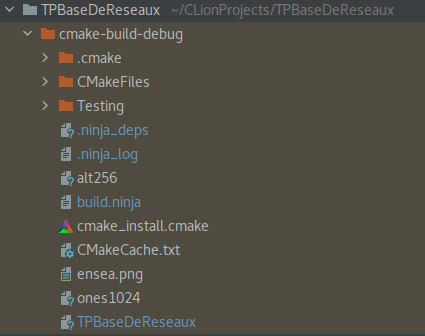 TPBaseDeReseaux ~/CLionProjects/TPBaseDeReseaux
cmake-build-debug
.cmake
CMakeFiles
Testing
.ninja_deps
.ninja_log
alt256
build.ninja
cmake_install.cmake
CMakeCache.txt
ensea.png
ones1024
TPBaseDeReseaux